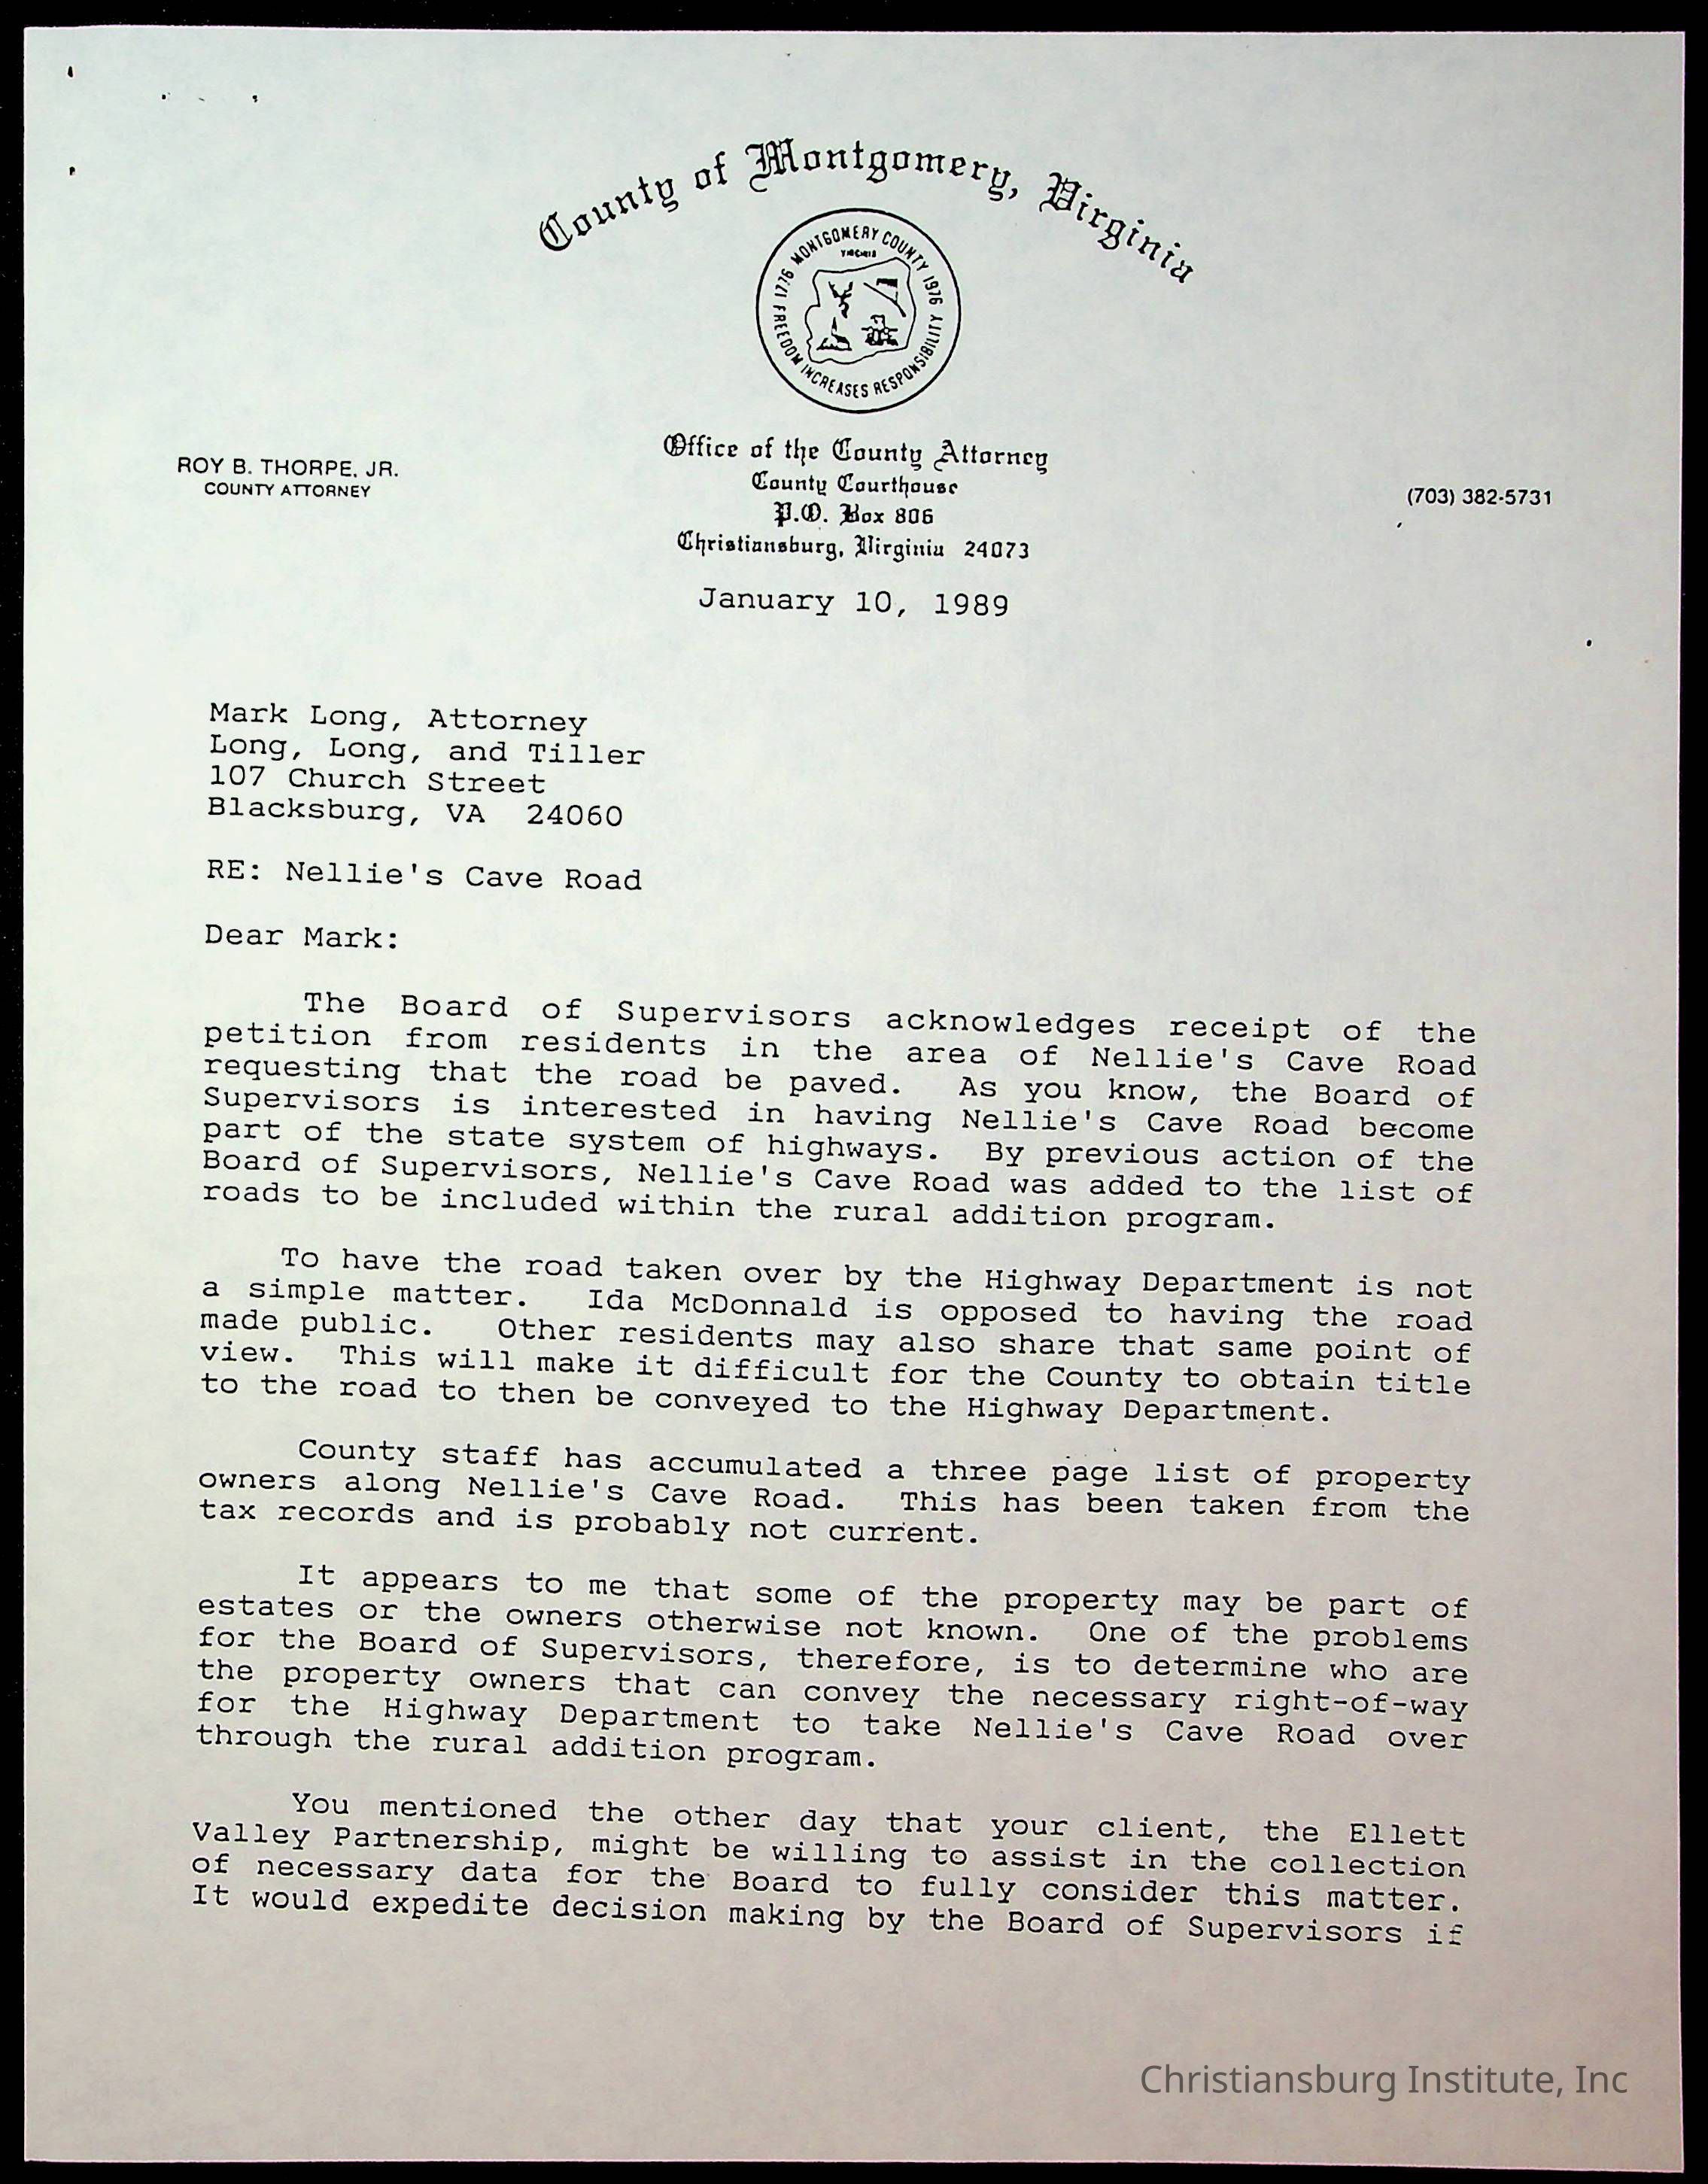 County of Montgomery, Virginia
1776 MONTGOMERY COUNTY 1976
VIRGINIA
FREEDOM INCREASES RESPONSIBILITY
Office of the County Attorney
ROY B. THORPE, JR.
County Courthouse
COUNTY ATTORNEY
(703) 382-5731
P.O. Box 806
Christiansburg, Virginia 24073
January 10, 1989
Mark Long, Attorney
Long, Long, and Tiller
107 Church Street
Blacksburg, VA 24060
RE: Nellie's Cave Road
Dear Mark:
The Board of Supervisors acknowledges receipt of the
petition from residents in the area of Nellie's Cave Road
requesting that the road be paved. As you know, the Board of
Supervisors is interested in having Nellie's Cave Road become
part of the state system of highways. By previous action of the
Board of Supervisors, Nellie's Cave Road was added to the list of
roads to be included within the rural addition program.
To have the road taken over by the Highway Department is not
a simple matter. Ida McDonnald is opposed to having the road
made public. Other residents may also share that same point of
view. This will make it difficult for the County to obtain title
to the road to then be conveyed to the Highway Department.
County staff has accumulated a three page list of property
owners along Nellie's Cave Road. This has been taken from the
tax records and is probably not current.
It appears to me that some of the property may be part of
estates or the owners otherwise not known. One of the problems
for the Board of Supervisors, therefore, is to determine who are
the property owners that can convey the necessary right-of-way
for the Highway Department to take Nellie's Cave Road over
through the rural addition program.
You mentioned the other day that your client, the Ellett
Valley Partnership, might be willing to assist in the collection
of necessary data for the Board to fully consider this matter.
It would expedite decision making by the Board of Supervisors if
Christiansburg Institute, Inc